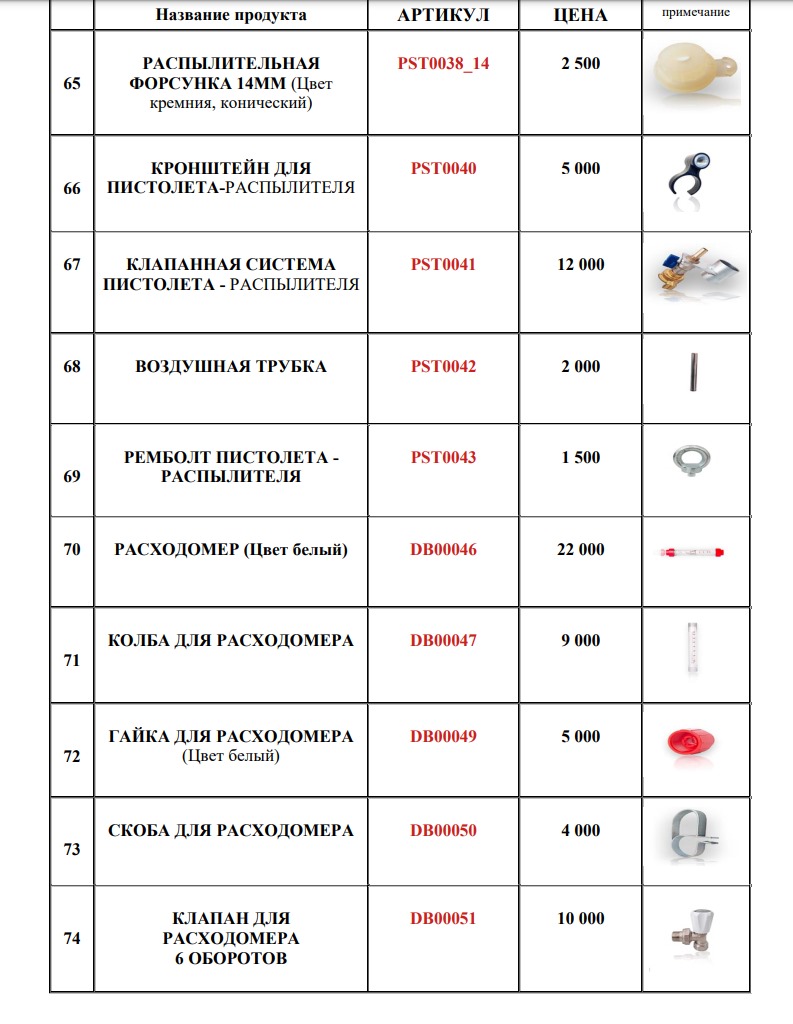 Название продукта АРТИКУЛ ЦЕНА примечание
65 РАСПЫЛИТЕЛЬНАЯ PST0038_14 2 500
ФОРСУНКА 14ММ (Цвет
кремния, конический)
66 КРОНШТЕЙН ДЛЯ PST0040 5 000
ПИСТОЛЕТА-РАСПЫЛИТЕЛЯ
67 КЛАПАННАЯ СИСТЕМА PST0041 12 000
ПИСТОЛЕТА - РАСПЫЛИТЕЛЯ
68 ВОЗДУШНАЯ ТРУБКА PST0042 2 000
69 РЕМБОЛТ ПИСТОЛЕТА - PST0043 1 500
РАСПЫЛИТЕЛЯ
70 РАСХОДОМЕР (Цвет белый) DB00046 22 000
71 КОЛБА ДЛЯ РАСХОДОМЕРА DB00047 9 000
72 ГАЙКА ДЛЯ РАСХОДОМЕРА DB00049 5 000
(Цвет белый)
73 СКОБА ДЛЯ РАСХОДОМЕРА DB00050 4 000
74 КЛАПАН ДЛЯ DB00051 10 000
РАСХОДОМЕРА
6 ОБОРОТОВ